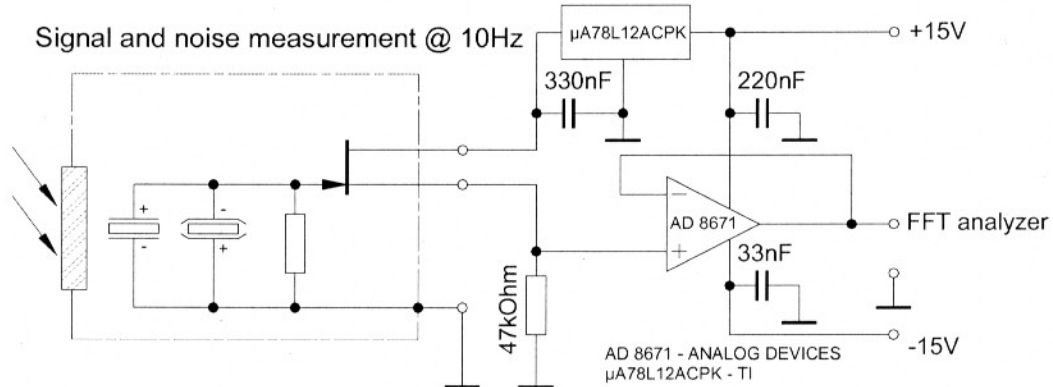 Signal and noise measurement @ 10Hz
µA78L12ACPK
+15V
330nF
220nF
+
-
-
+
−
AD 8671
+
FFT analyzer
33nF
47kOhm
-15V
AD 8671 - ANALOG DEVICES
µA78L12ACPK - TI